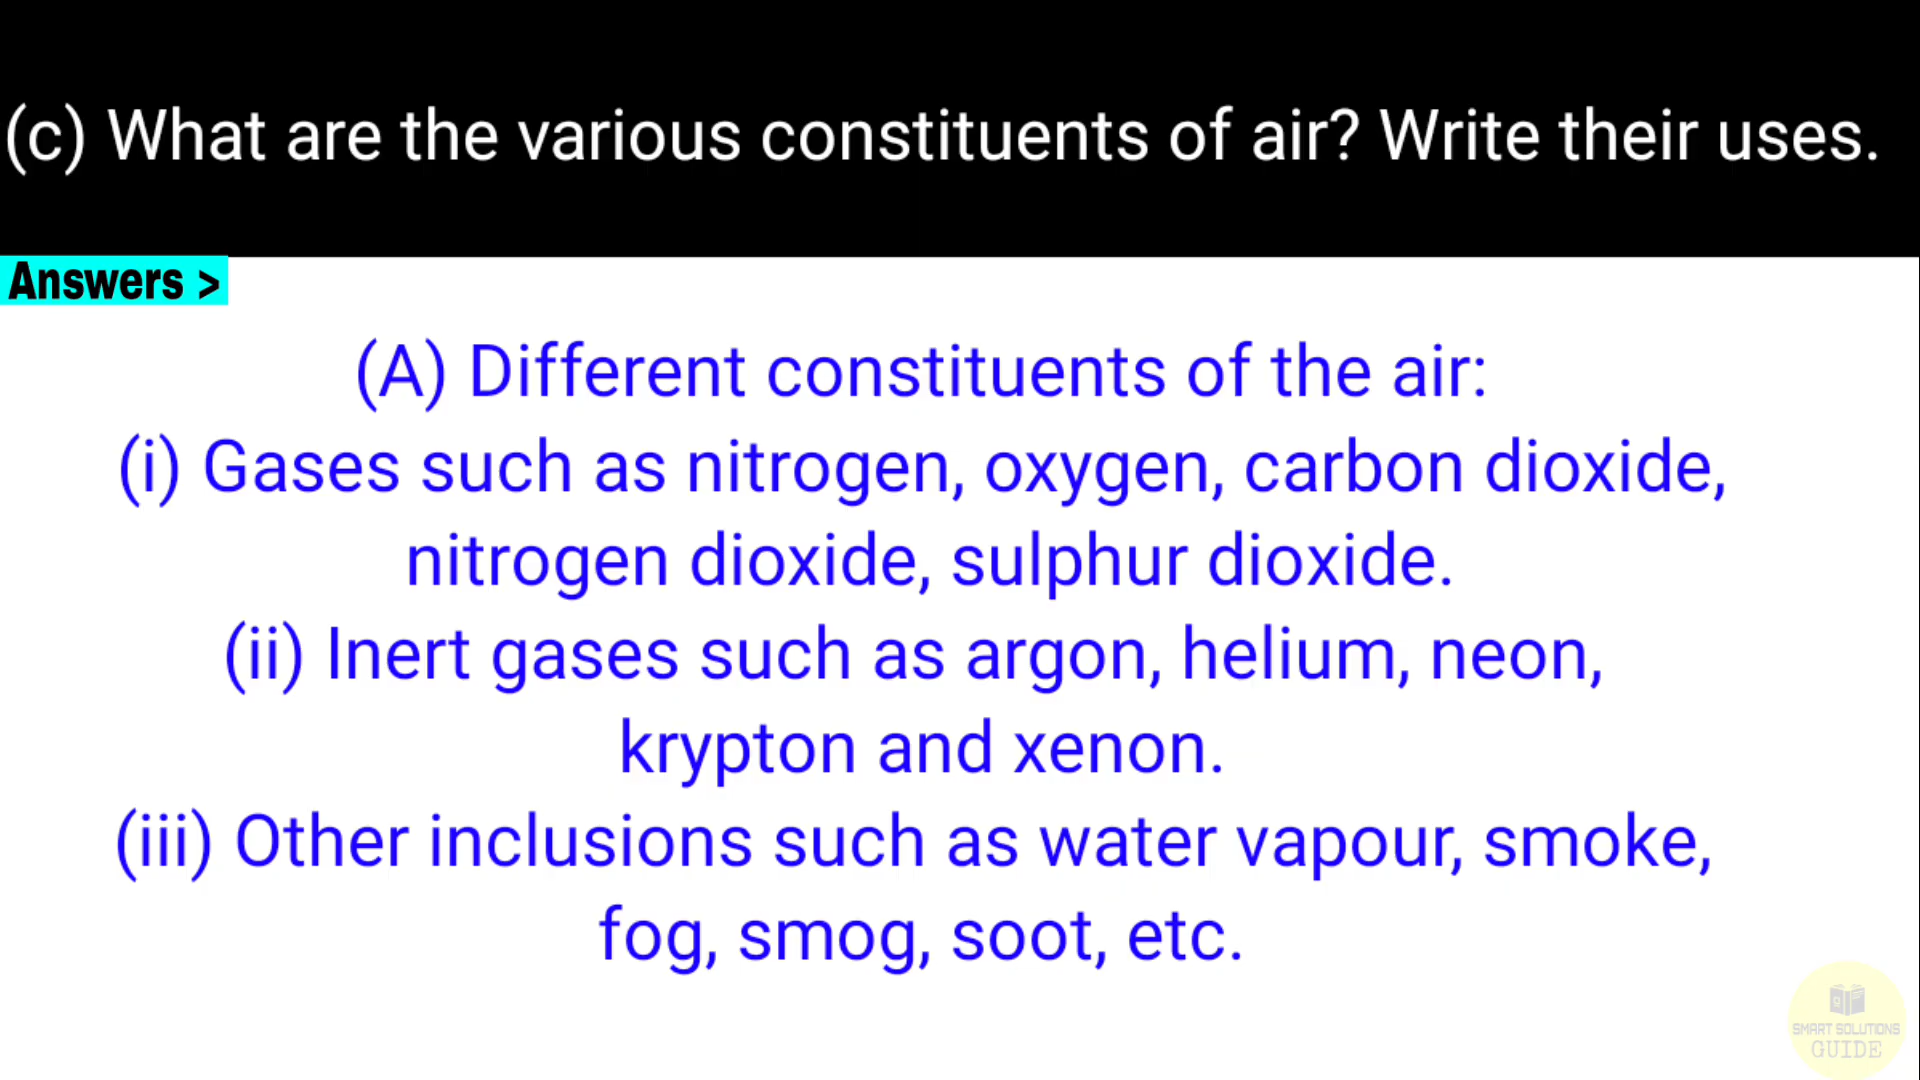 (c) What are the various constituents of air? Write their uses.
Answers >
(A) Different constituents of the air:
(i) Gases such as nitrogen, oxygen, carbon dioxide,
nitrogen dioxide, sulphur dioxide.
(ii) Inert gases such as argon, helium, neon,
krypton and xenon.
(iii) Other inclusions such as water vapour, smoke,
fog, smog, soot, etc.
SMART SOLUTIONS
GUIDE